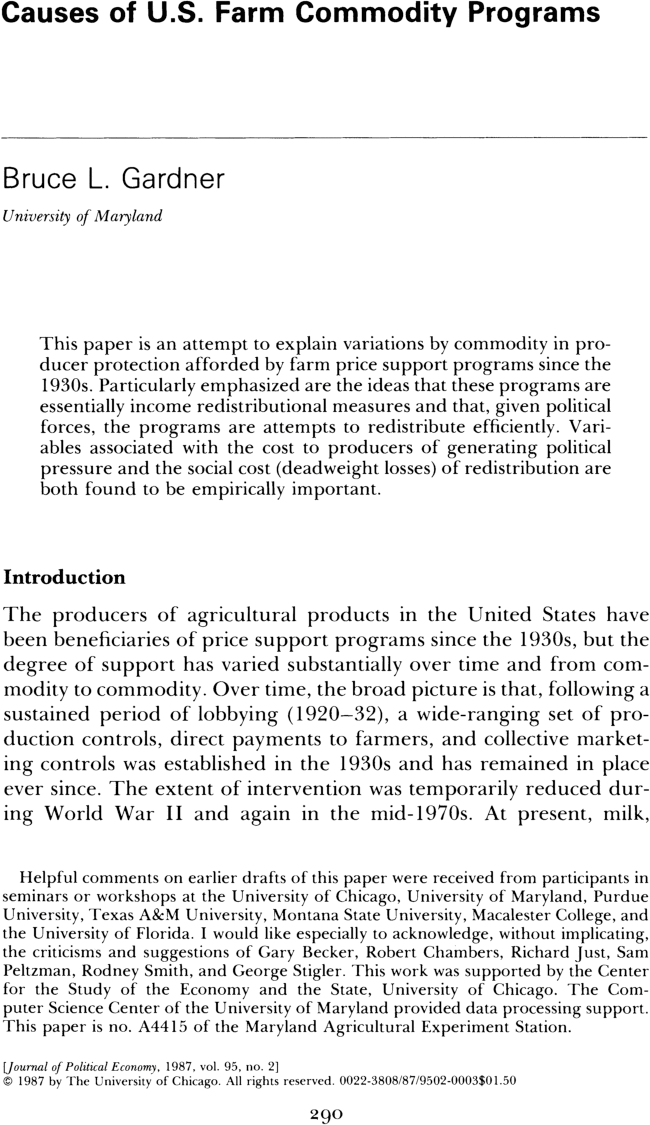 Causes of U.S. Farm Commodity Programs
Bruce L. Gardner
University of Maryland
This paper is an attempt to explain variations by commodity in pro-
ducer protection afforded by farm price support programs since the
1930s. Particularly emphasized are the ideas that these programs are
essentially income redistributional measures and that, given political
forces, the programs are attempts to redistribute efficiently. Vari-
ables associated with the cost to producers of generating political
pressure and the social cost (deadweight losses) of redistribution are
both found to be empirically important.
Introduction
The producers of agricultural products in the United States have
been beneficiaries of price support programs since the 1930s, but the
degree of support has varied substantially over time and from com-
modity to commodity. Over time, the broad picture is that, following a
sustained period of lobbying (1920–32), a wide-ranging set of pro-
duction controls, direct payments to farmers, and collective market-
ing controls was established in the 1930s and has remained in place
ever since. The extent of intervention was temporarily reduced dur-
ing World War II and again in the mid-1970s. At present, milk,
Helpful comments on earlier drafts of this paper were received from participants in
seminars or workshops at the University of Chicago, University of Maryland, Purdue
University, Texas A&M University, Montana State University, Macalester College, and
the University of Florida. I would like especially to acknowledge, without implicating,
the criticisms and suggestions of Gary Becker, Robert Chambers, Richard Just, Sam
Peltzman, Rodney Smith, and George Stigler. This work was supported by the Center
for the Study of the Economy and the State, University of Chicago. The Com-
puter Science Center of the University of Maryland provided data processing support.
This paper is no. A4415 of the Maryland Agricultural Experiment Station.
[Journal of Political Economy, 1987, vol. 95, no. 2]
© 1987 by The University of Chicago. All rights reserved. 0022-3808/87/9502-0003$01.50
290